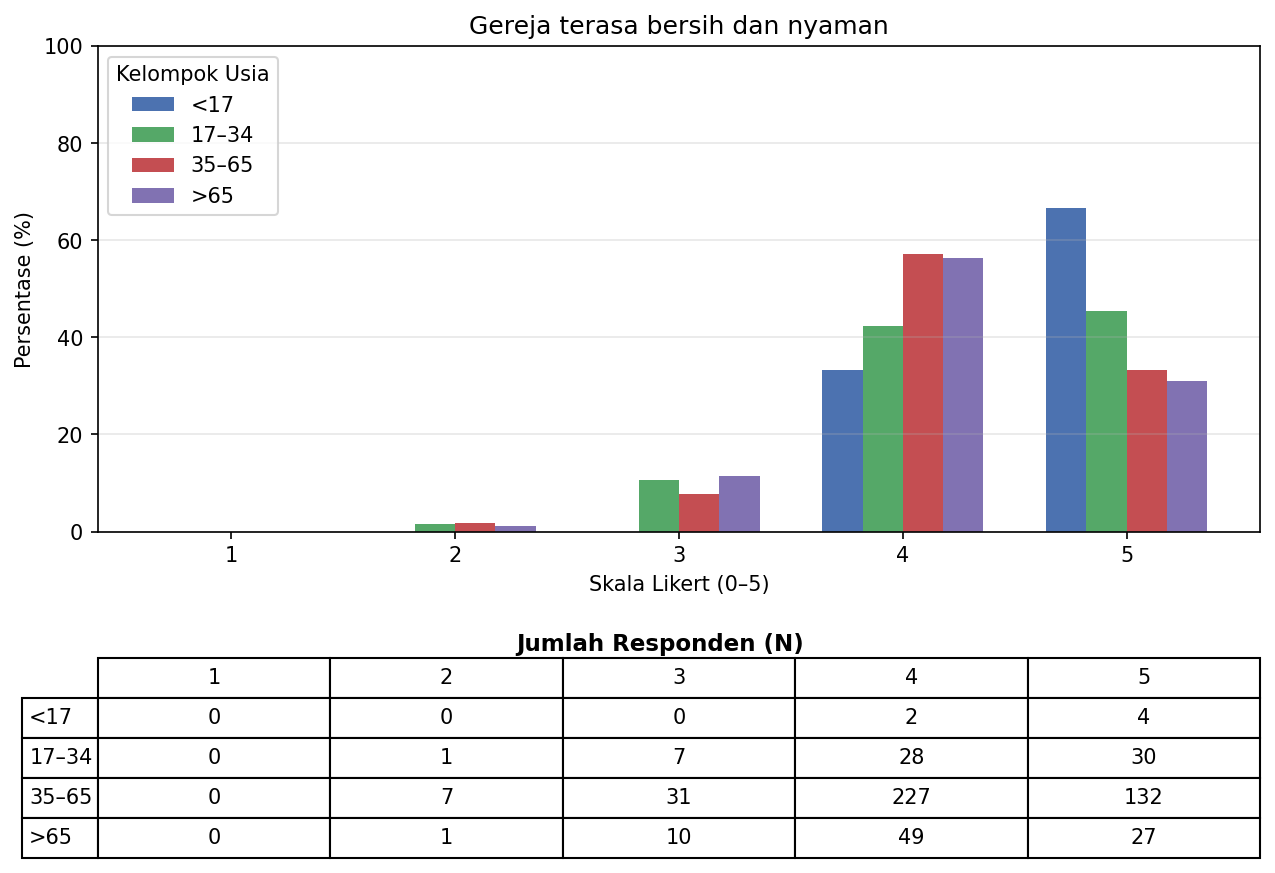 Gereja terasa bersih dan nyaman
100
80
60
40
20
0
Persentase (%)
Kelompok Usia
<17
17–34
35–65
>65
1 2 3 4 5
Skala Likert (0–5)
Jumlah Responden (N)
1 2 3 4 5
<17 0 0 0 2 4
17–34 0 1 7 28 30
35–65 0 7 31 227 132
>65 0 1 10 49 27